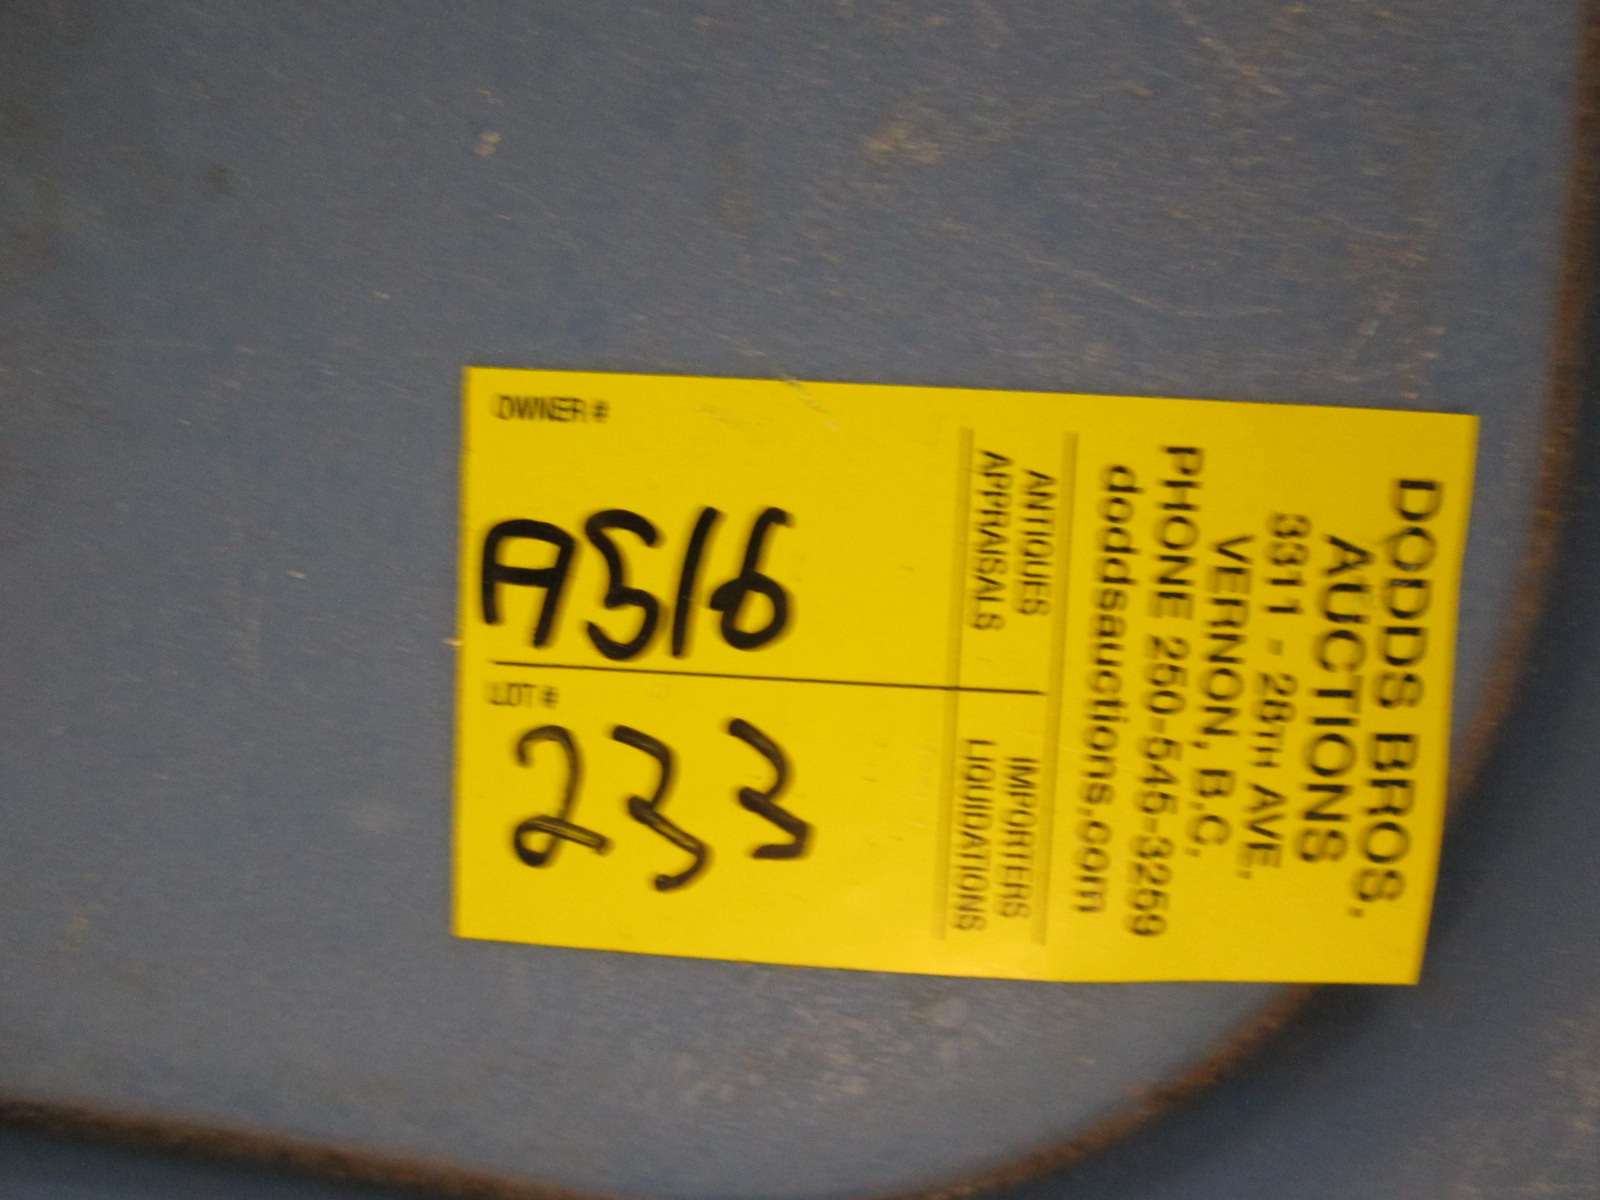 DODDS BROS.
AUCTIONS
3311 - 28TH AVE.
VERNON, B.C.
PHONE 250-545-3259
doddsauctions.com
ANTIQUES IMPORTERS
APPRAISALS LIQUIDATIONS
OWNER #
A516
LOT #
233